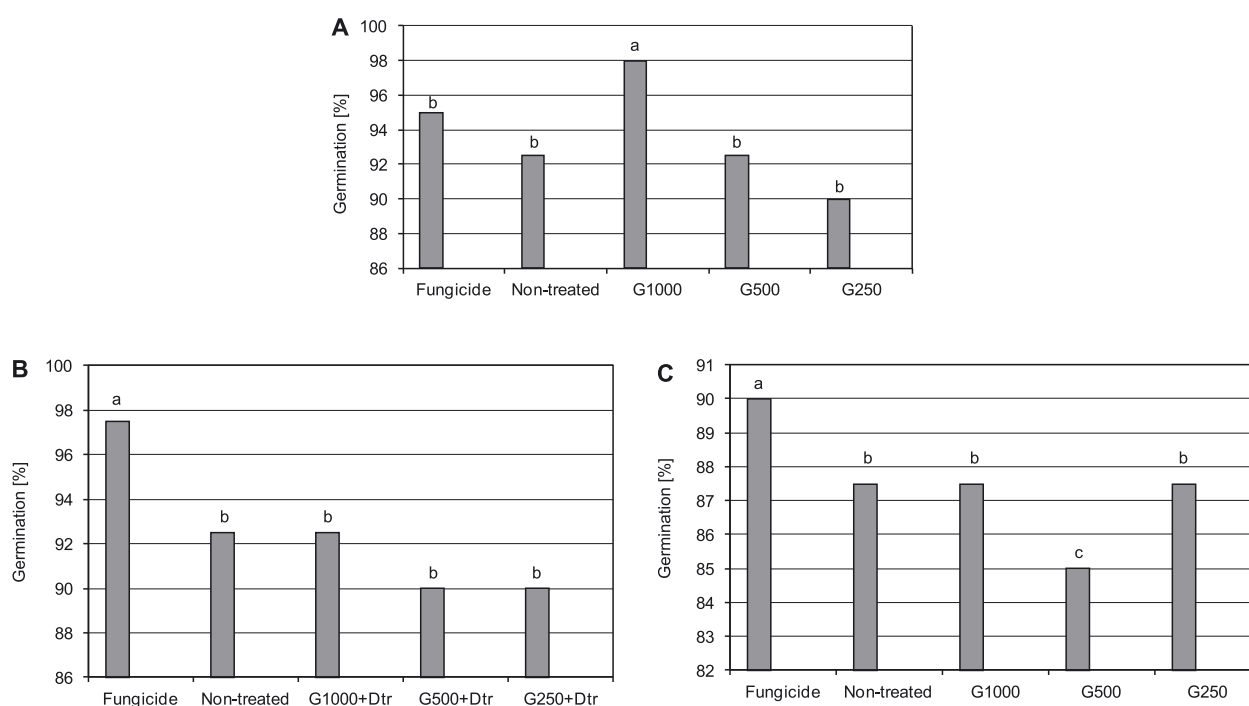 A
Germination [%]
100
98
96
94
92
90
88
86
b
b
a
b
b
Fungicide Non-treated G1000 G500 G250
B
Germination [%]
100
98
96
94
92
90
88
86
a
b
b
b
b
Fungicide Non-treated G1000+Dtr G500+Dtr G250+Dtr
C
Germination [%]
91
90
89
88
87
86
85
84
83
82
a
b
b
c
b
Fungicide Non-treated G1000 G500 G250